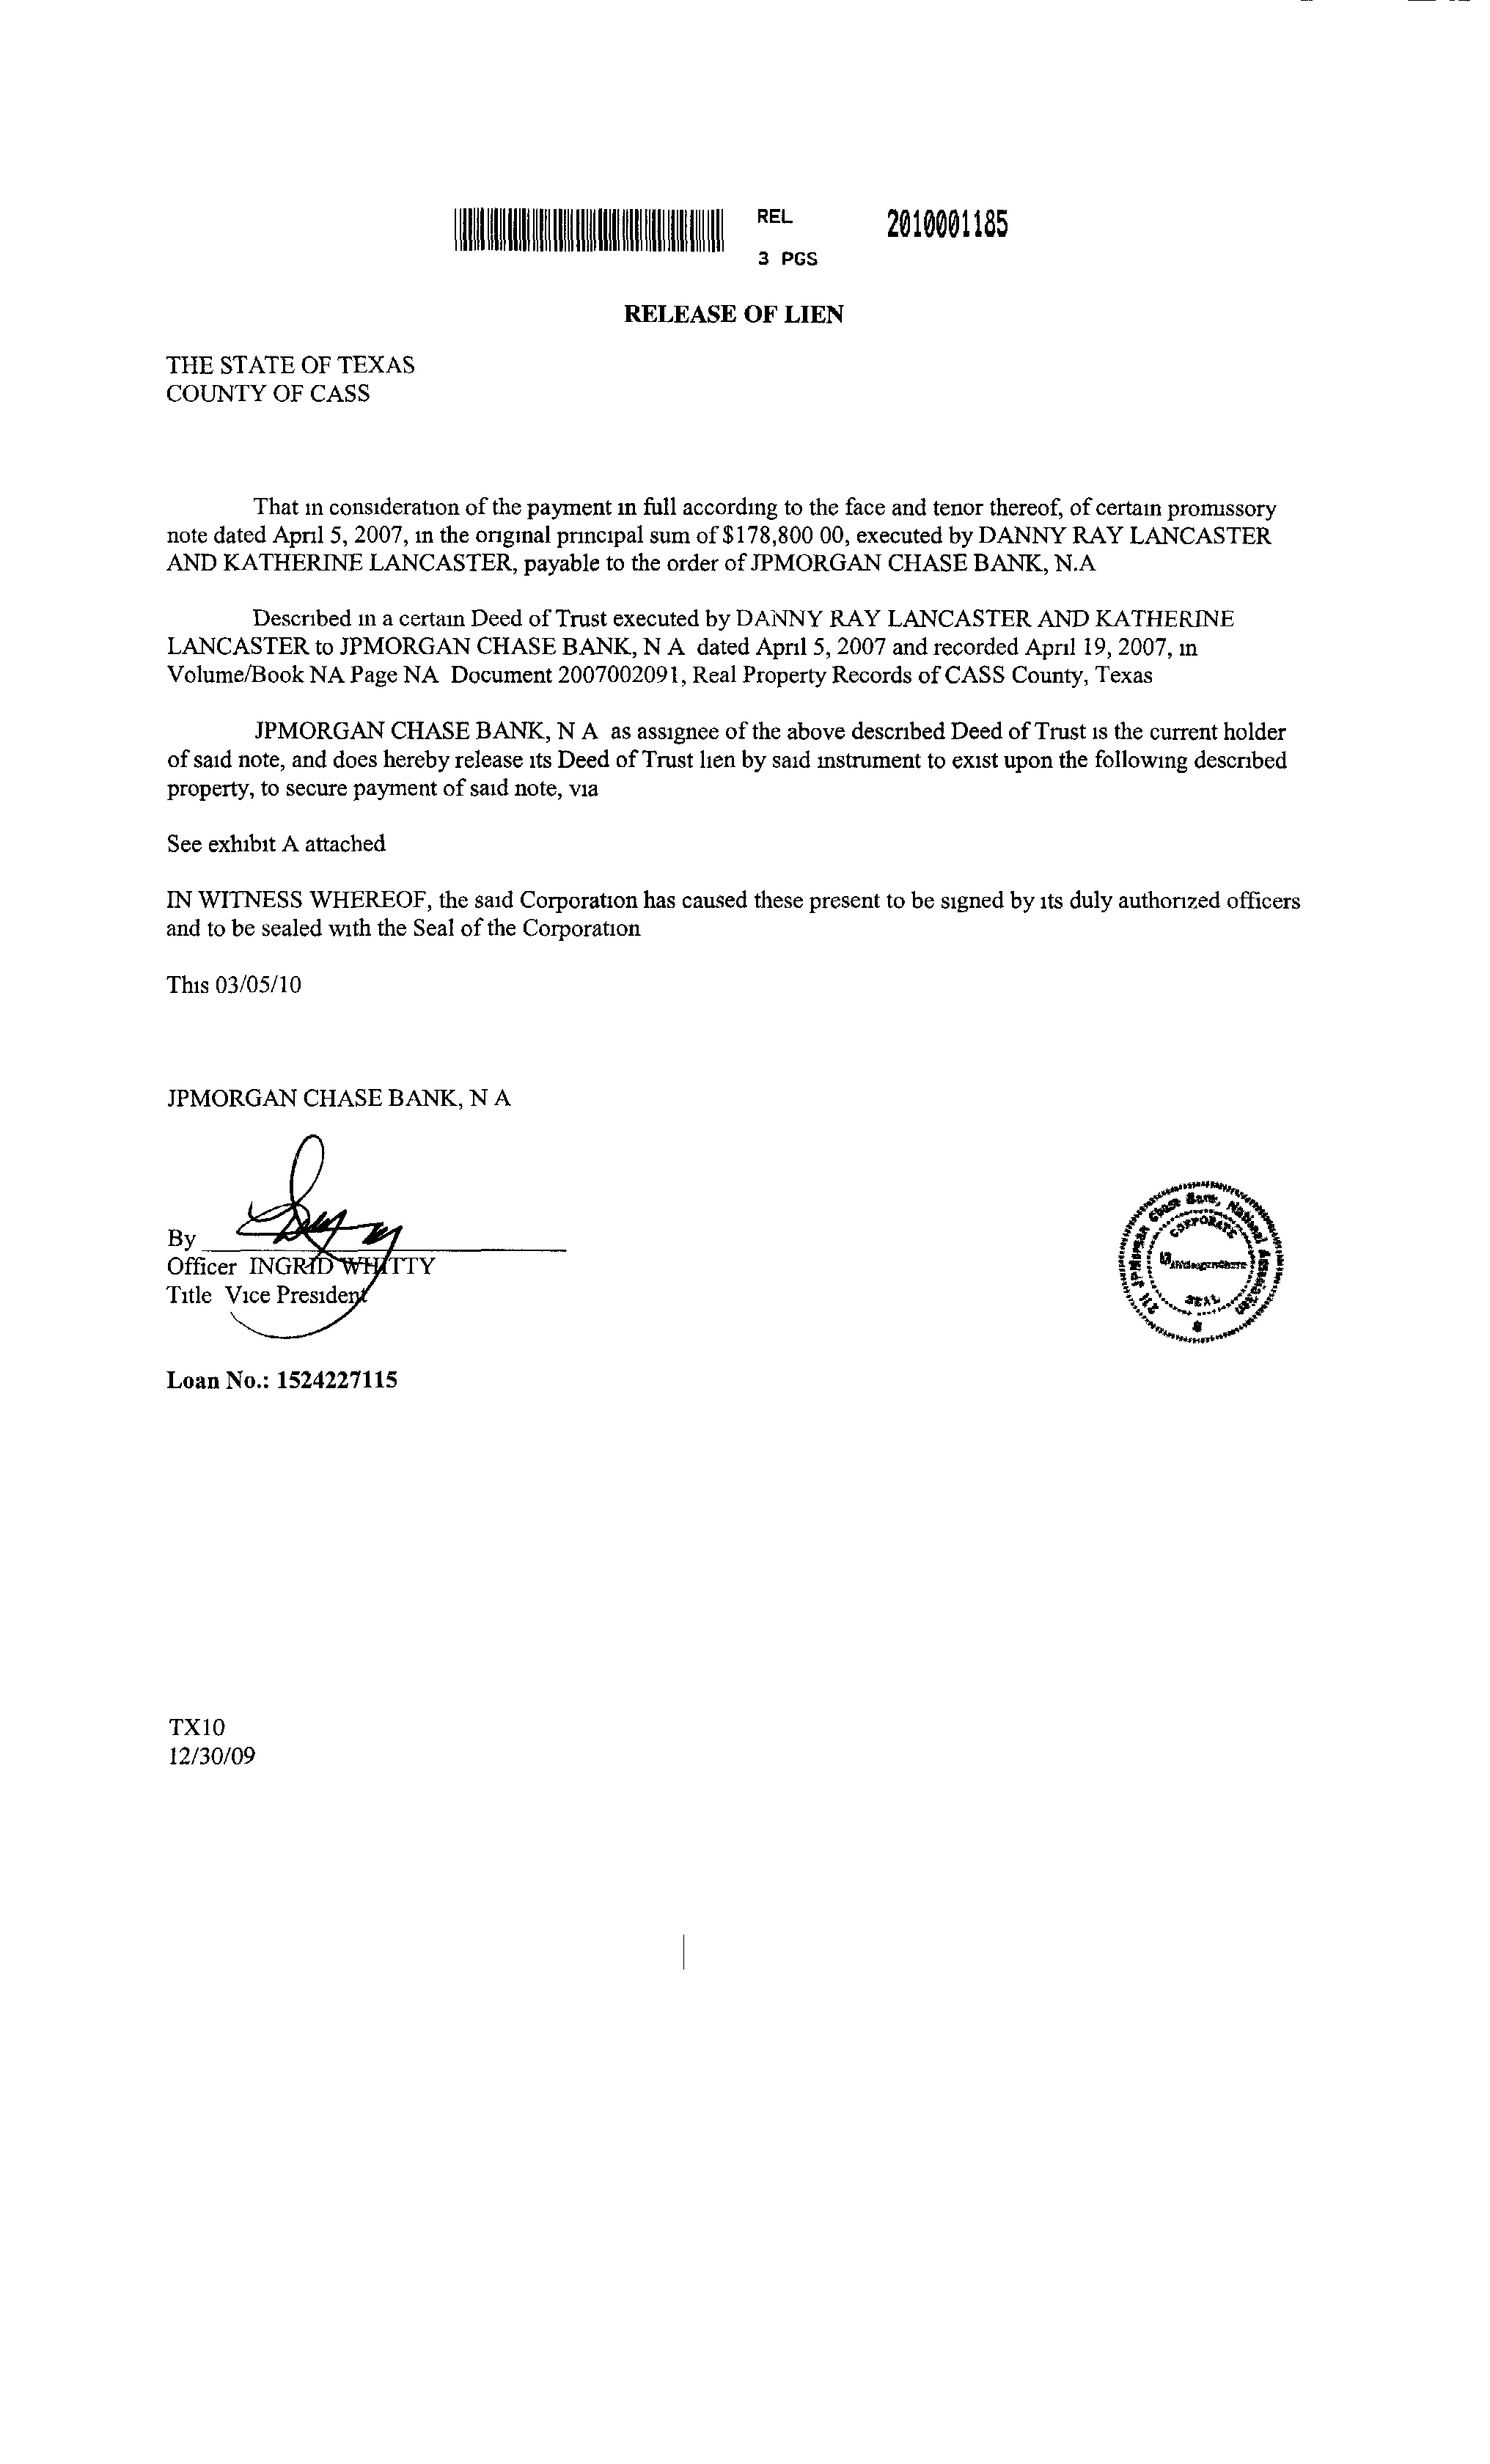 REL 2010001185
3 PGS
RELEASE OF LIEN
THE STATE OF TEXAS
COUNTY OF CASS
That in consideration of the payment in full according to the face and tenor thereof, of certain promissory
note dated April 5, 2007, in the original principal sum of $178,800 00, executed by DANNY RAY LANCASTER
AND KATHERINE LANCASTER, payable to the order of JPMORGAN CHASE BANK, N.A
Described in a certain Deed of Trust executed by DANNY RAY LANCASTER AND KATHERINE
LANCASTER to JPMORGAN CHASE BANK, N A dated April 5, 2007 and recorded April 19, 2007, in
Volume/Book NA Page NA Document 2007002091, Real Property Records of CASS County, Texas
JPMORGAN CHASE BANK, N A as assignee of the above described Deed of Trust is the current holder
of said note, and does hereby release its Deed of Trust lien by said instrument to exist upon the following described
property, to secure payment of said note, via
See exhibit A attached
IN WITNESS WHEREOF, the said Corporation has caused these present to be signed by its duly authorized officers
and to be sealed with the Seal of the Corporation
This 03/05/10
JPMORGAN CHASE BANK, N A
By
Officer INGRID WHITTY
Title Vice President
JPMorgan Chase Bank, National Association
CORPORATE
SEAL
Loan No.: 1524227115
TX10
12/30/09